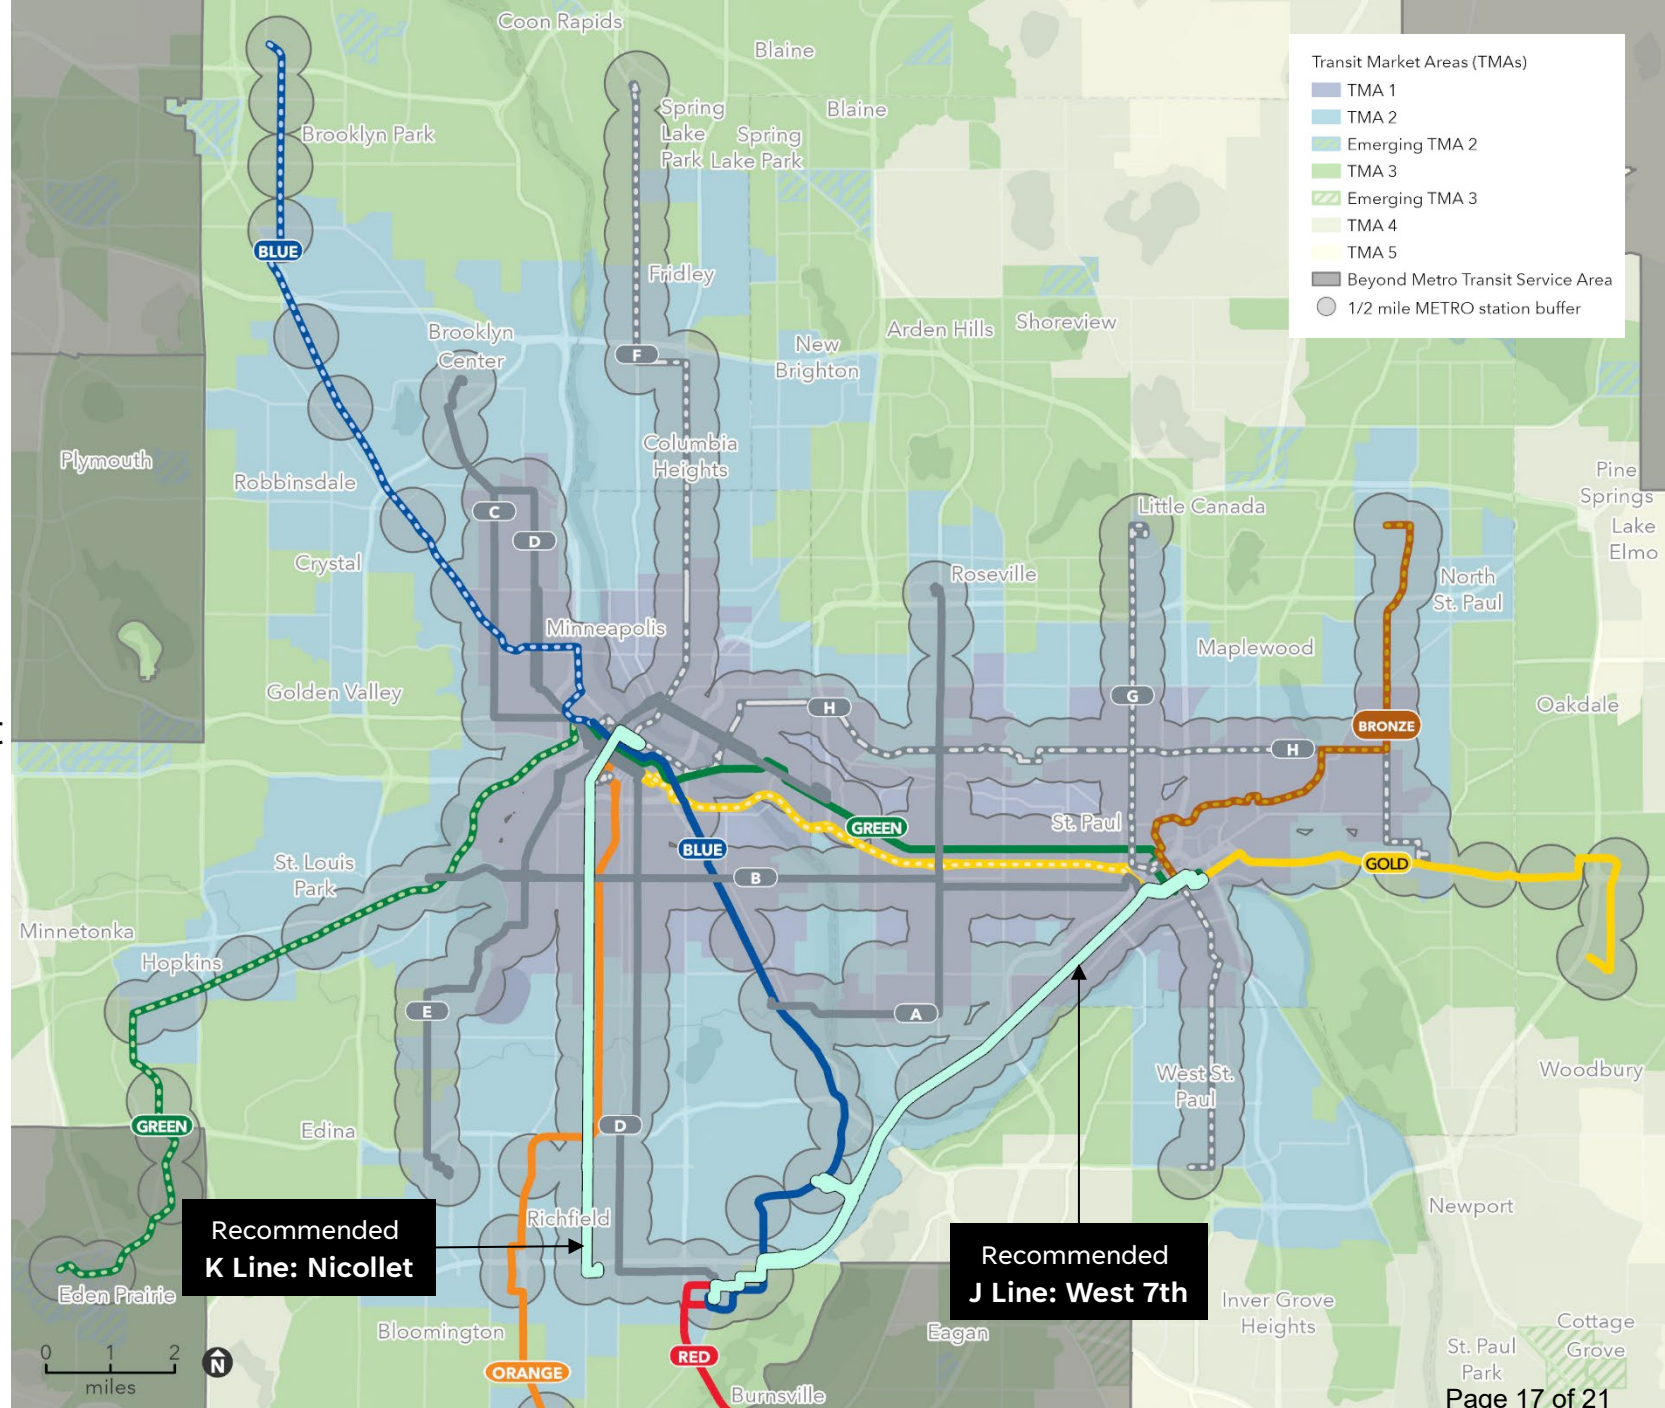 Coon Rapids
Blaine
Transit Market Areas (TMAs)
TMA 1
TMA 2
Emerging TMA 2
TMA 3
Emerging TMA 3
TMA 4
TMA 5
Beyond Metro Transit Service Area
1/2 mile METRO station buffer
Spring
Lake
Park
Blaine
Spring
Lake Park
Brooklyn Park
BLUE
Fridley
Brooklyn
Center
F
New
Brighton
Arden Hills
Shoreview
Plymouth
Columbia
Heights
Robbinsdale
Pine
Springs
Lake
Elmo
C
D
Little Canada
Crystal
Roseville
North
St. Paul
Minneapolis
Maplewood
Golden Valley
G
H
BRONZE
Oakdale
H
St. Paul
GREEN
BLUE
GOLD
St. Louis
Park
B
Minnetonka
Hopkins
E
A
West St.
Paul
Woodbury
GREEN
Edina
D
Newport
Recommended
K Line: Nicollet
Richfield
Recommended
J Line: West 7th
Eden Prairie
Inver Grove
Heights
Cottage
Grove
Bloomington
Eagan
St. Paul
Park
0 1 2
miles
N
ORANGE
RED
Burnsville
Page 17 of 21